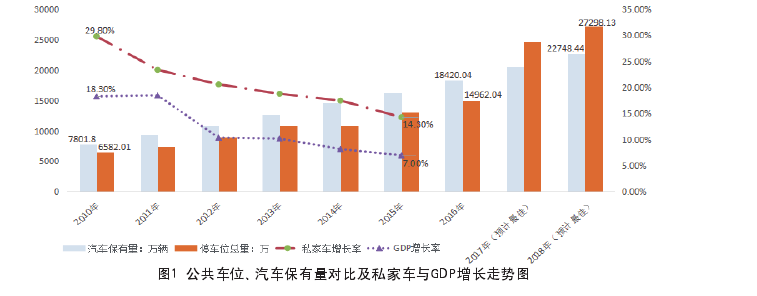 30000
25000
20000
15000
10000
5000
0
35.00%
30.00%
25.00%
20.00%
15.00%
10.00%
5.00%
0.00%
29.80%
18.30%
7801.8
6582.01
14.30%
7.00%
18420.04
14962.04
22748.44
27298.13
2010年
2011年
2012年
2013年
2014年
2015年
2016年
2017年（预计最佳）
2018年（预计最佳）
汽车保有量：万辆 停车位总量：万 私家车增长率 GDP增长率
图1 公共车位、汽车保有量对比及私家车与GDP增长走势图